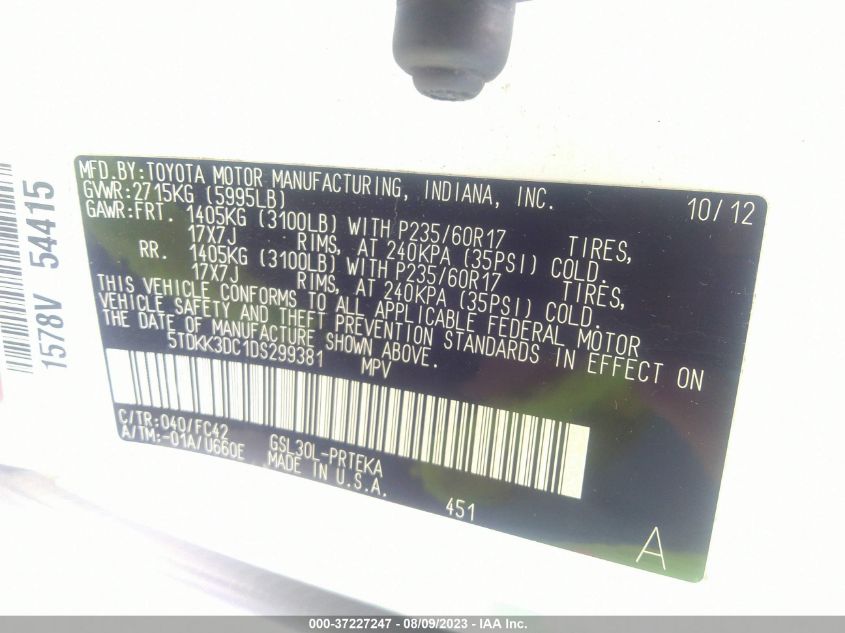 MFD.BY:TOYOTA MOTOR MANUFACTURING, INDIANA, INC. 10/12
GVWR:2715KG (5995LB)
GAWR:FRT. 1405KG (3100LB) WITH P235/60R17 TIRES,
17X7J RIMS, AT 240KPA (35PSI) COLD.
RR. 1405KG (3100LB) WITH P235/60R17 TIRES,
17X7J RIMS, AT 240KPA (35PSI) COLD.
THIS VEHICLE CONFORMS TO ALL APPLICABLE FEDERAL MOTOR
VEHICLE SAFETY AND THEFT PREVENTION STANDARDS IN EFFECT ON
THE DATE OF MANUFACTURE SHOWN ABOVE.
5TDKK3DC1DS299381 MPV
C/TR:040/FC42
A/TM:-01A/U660E
GSL30L-PRTEKA
MADE IN U.S.A.
451
A
1578V 54415
000-37227247 - 08/09/2023 - IAA Inc.